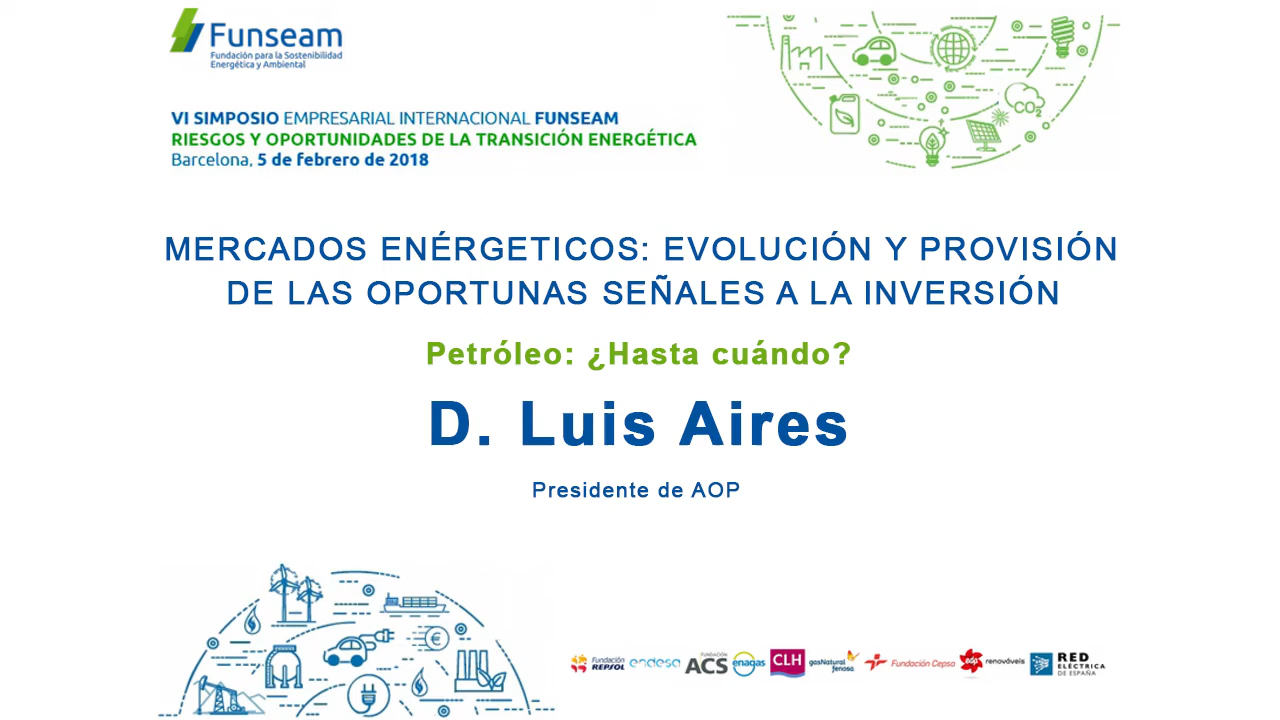 Funseam
Fundación para la Sostenibilidad
Energética y Ambiental
VI SIMPOSIO EMPRESARIAL INTERNACIONAL FUNSEAM
RIESGOS Y OPORTUNIDADES DE LA TRANSICIÓN ENERGÉTICA
Barcelona, 5 de febrero de 2018
CO2
MERCADOS ENÉRGETICOS: EVOLUCIÓN Y PROVISIÓN
DE LAS OPORTUNAS SEÑALES A LA INVERSIÓN
Petróleo: ¿Hasta cuándo?
D. Luis Aires
Presidente de AOP
€
Fundación
REPSOL
endesa
FUNDACIÓN
ACS
enagas
CLH
gasNatural
fenosa
Fundación Cepsa
edp
renováveis
RED
ELÉCTRICA
DE ESPAÑA